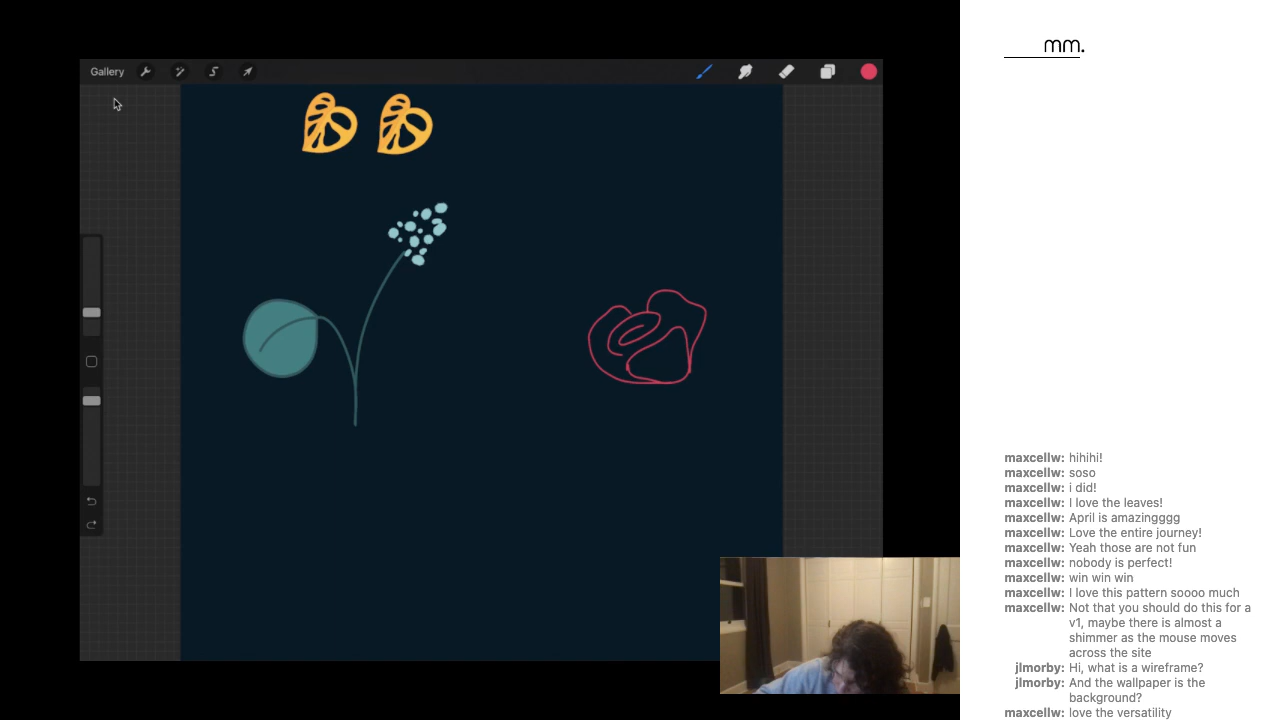 mm.
Gallery
maxcellw: hihihi!
maxcellw: soso
maxcellw: i did!
maxcellw: I love the leaves!
maxcellw: April is amazingggg
maxcellw: Love the entire journey!
maxcellw: Yeah those are not fun
maxcellw: nobody is perfect!
maxcellw: win win win
maxcellw: I love this pattern soooo much
maxcellw: Not that you should do this for a
v1, maybe there is almost a
shimmer as the mouse moves
across the site
jlmorby: Hi, what is a wireframe?
jlmorby: And the wallpaper is the
background?
maxcellw: love the versatility